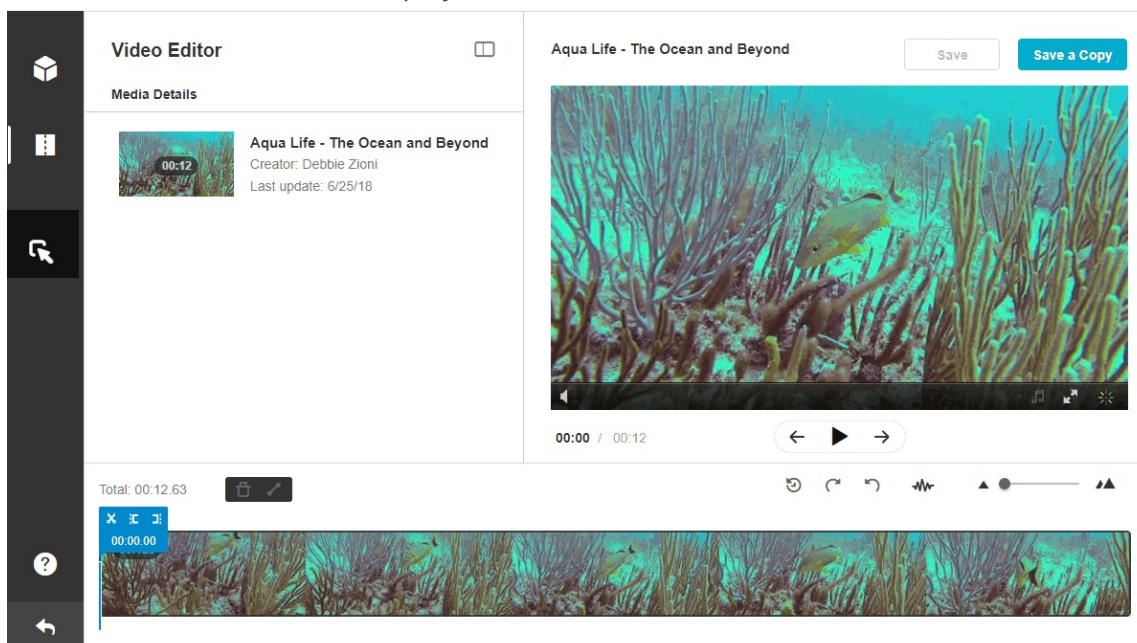 Video Editor
Media Details
00:12
Aqua Life - The Ocean and Beyond
Creator: Debbie Zioni
Last update: 6/25/18
Aqua Life - The Ocean and Beyond
Save
Save a Copy
00:00 / 00:12
Total: 00:12.63
00:00.00
?